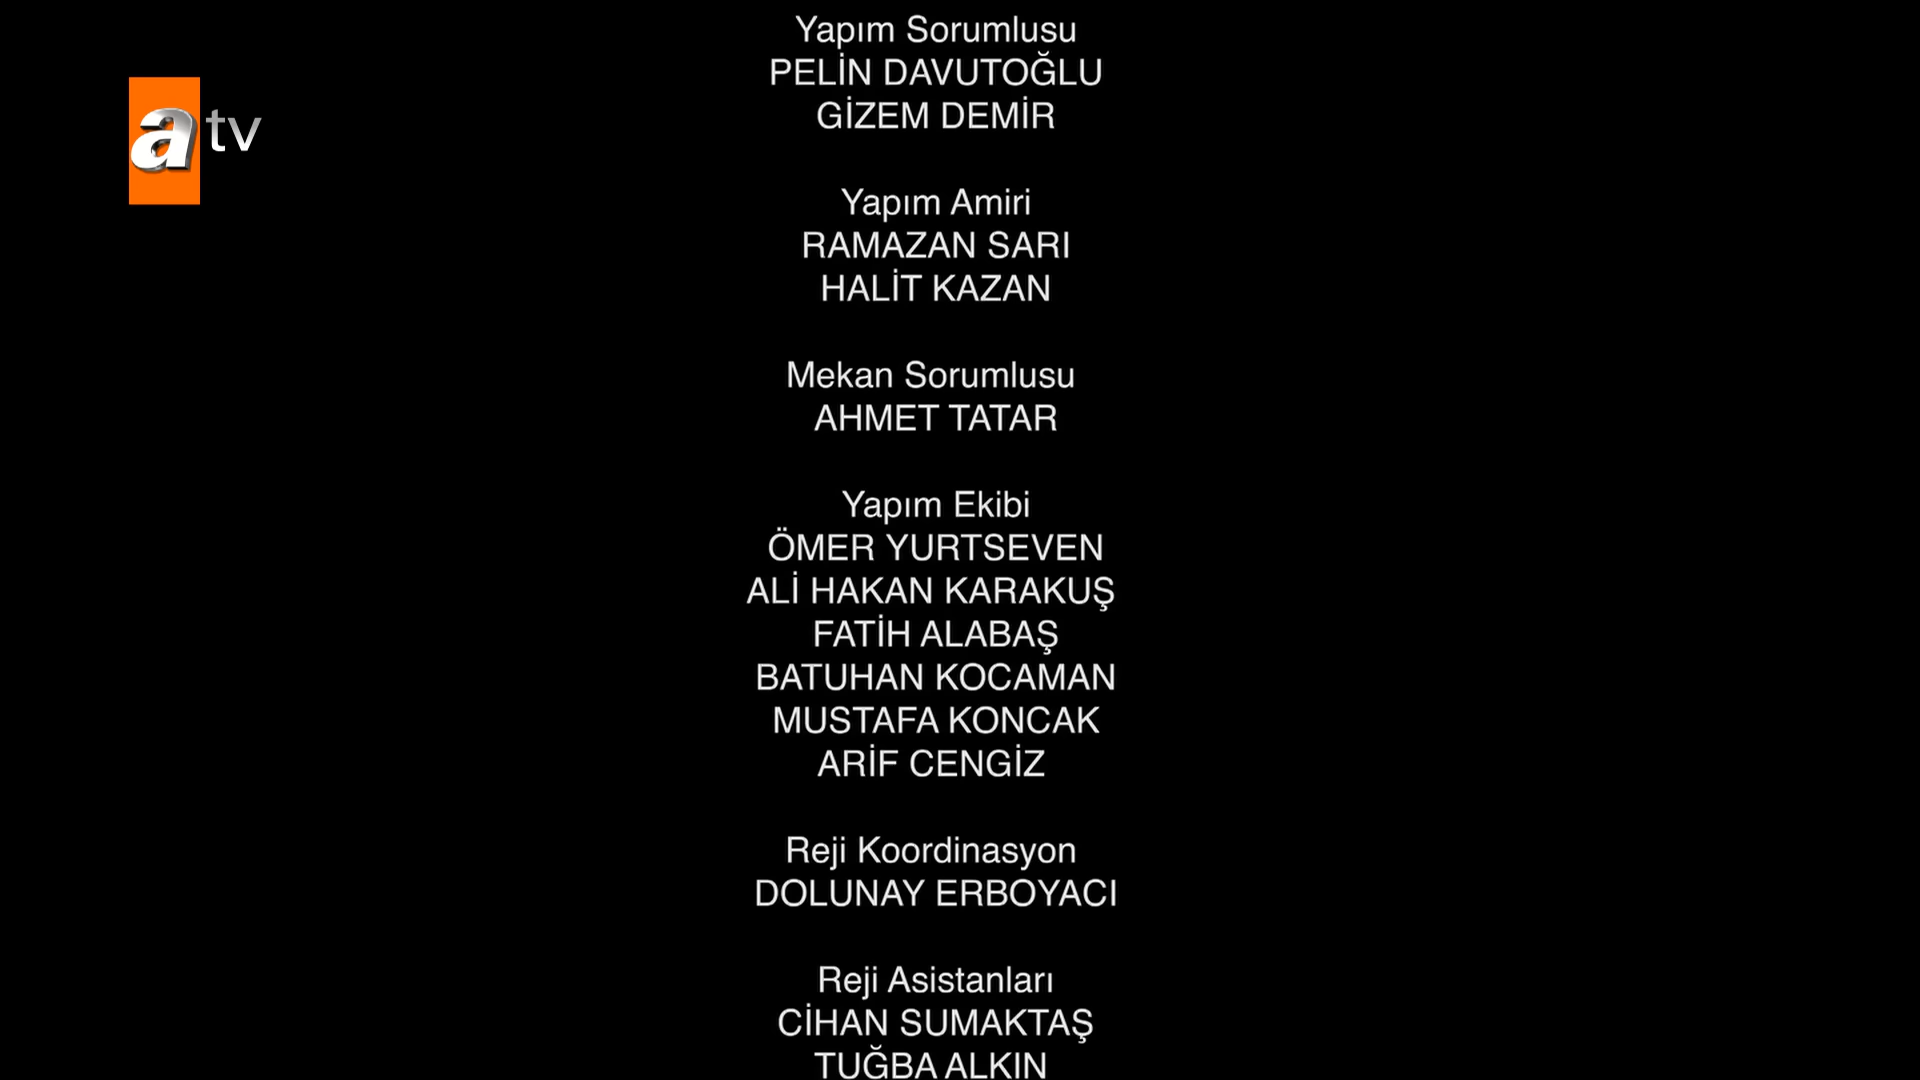 atv
Yapım Sorumlusu
PELİN DAVUTOĞLU
GİZEM DEMİR
Yapım Amiri
RAMAZAN SARI
HALİT KAZAN
Mekan Sorumlusu
AHMET TATAR
Yapım Ekibi
ÖMER YURTSEVEN
ALİ HAKAN KARAKUŞ
FATİH ALABAŞ
BATUHAN KOCAMAN
MUSTAFA KONCAK
ARİF CENGİZ
Reji Koordinasyon
DOLUNAY ERBOYACI
Reji Asistanları
CİHAN SUMAKTAŞ
TUĞBA ALKIN